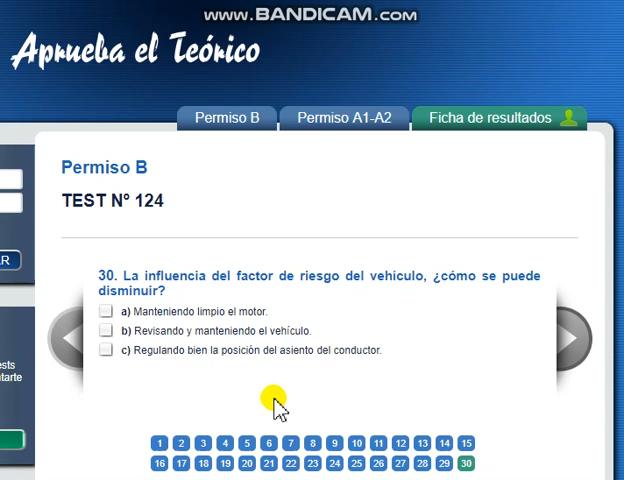 www.BANDICAM.com
Aprueba el Teórico
Permiso B
Permiso A1-A2
Ficha de resultados
Permiso B
TEST Nº 124
R
30. La influencia del factor de riesgo del vehículo, ¿cómo se puede
disminuir?
a) Manteniendo limpio el motor.
b) Revisando y manteniendo el vehículo.
c) Regulando bien la posición del asiento del conductor.
ests
tarte
1 2 3 4 5 6 7 8 9 10 11 12 13 14 15
16 17 18 19 20 21 22 23 24 25 26 27 28 29 30